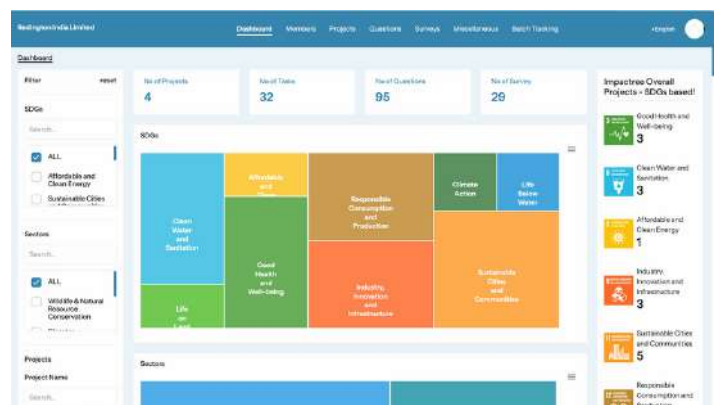 Redington India Limited
Dashboard Members Projects Questions Surveys Miscellaneous Batch Tracking
English
Dashboard
Filter reset
SDGs
Search..
ALL
Affordable and
Clean Energy
Sustainable Cities
Sectors
Search..
ALL
Wildlife & Natural
Resource
Conservation
Projects
Project Name
Search..
No of Projects
4
No of Tasks
32
No of Questions
95
No of Survey
29
SDGs
Clean
Water
and
Sanitation
Life
on
Land
Affordable
and
Clean
Good
Health
and
Well-being
Responsible
Consumption
and
Production
Industry,
Innovation
and
Infrastructure
Climate
Action
Life
Below
Water
Sustainable
Cities
and
Communities
Sectors
Impactree Overall
Projects - SDGs based!
Good Health and
Well-being
3
Clean Water and
Sanitation
3
Affordable and
Clean Energy
1
Industry,
Innovation and
Infrastructure
3
Sustainable Cities
and Communities
5
Responsible
Consumption and